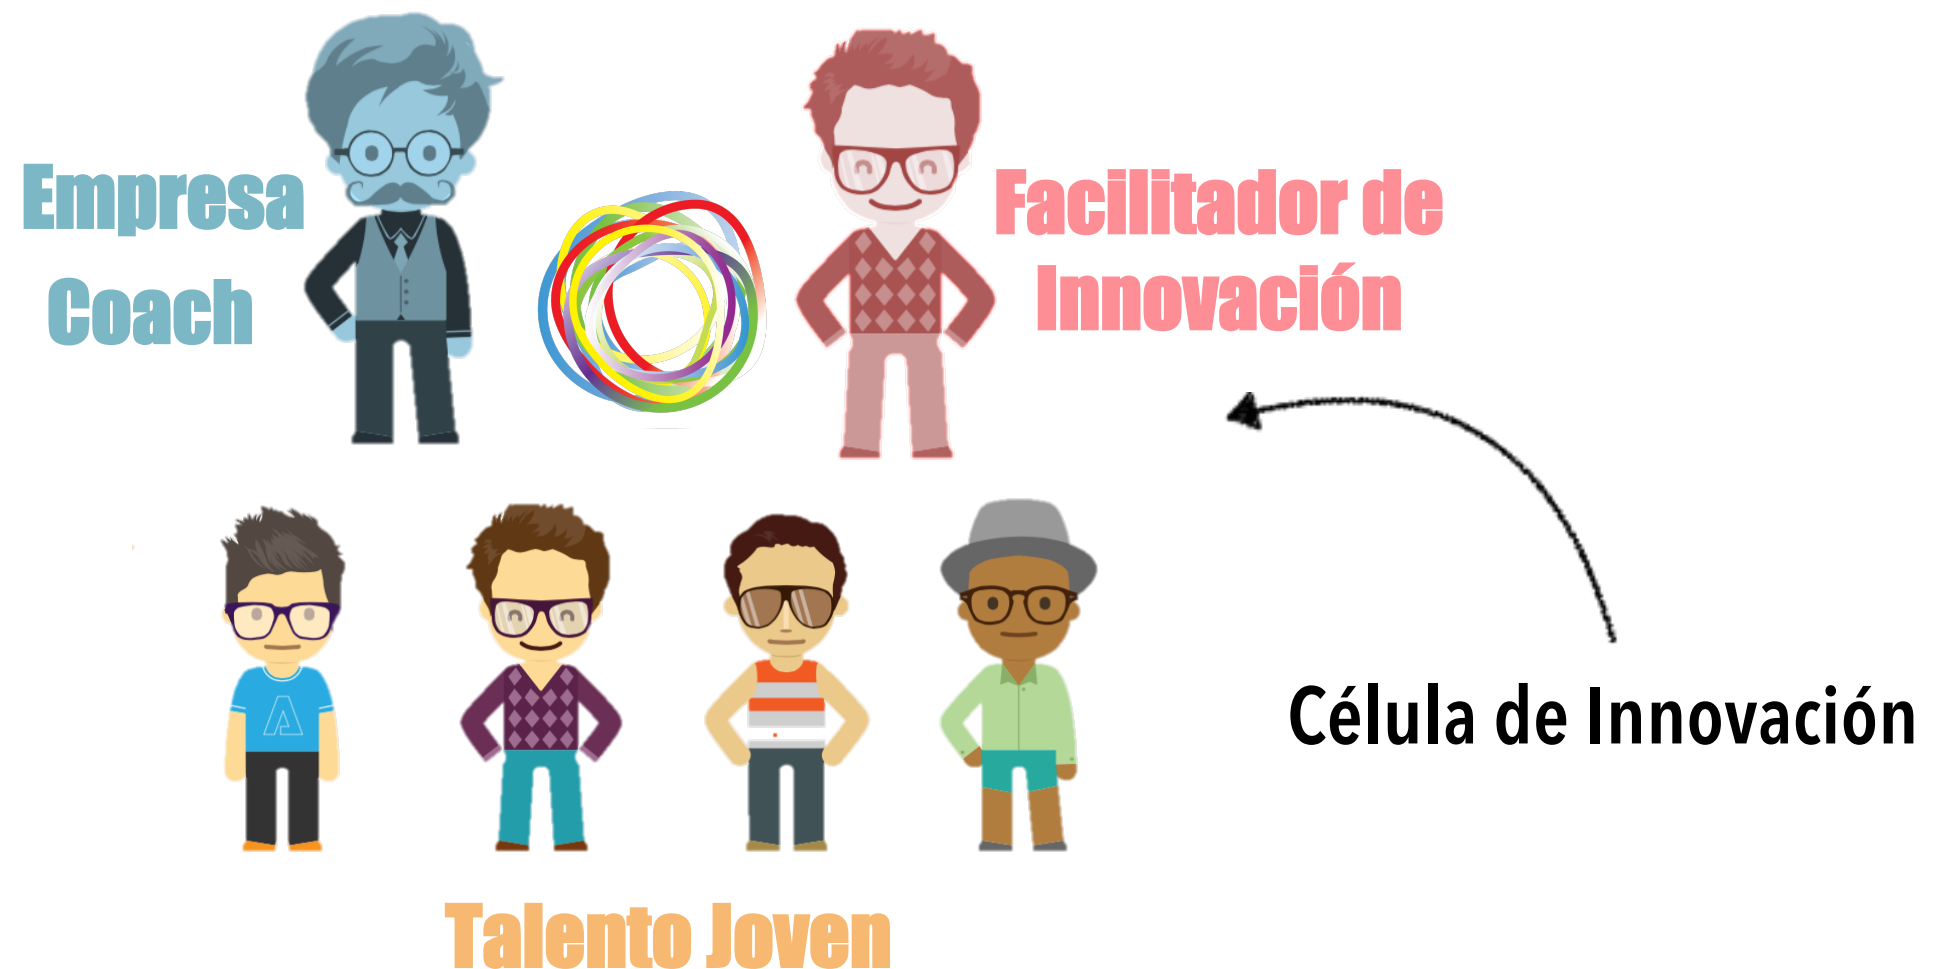 Empresa
Coach
Facilitador de
Innovación
Célula de Innovación
Talento Joven